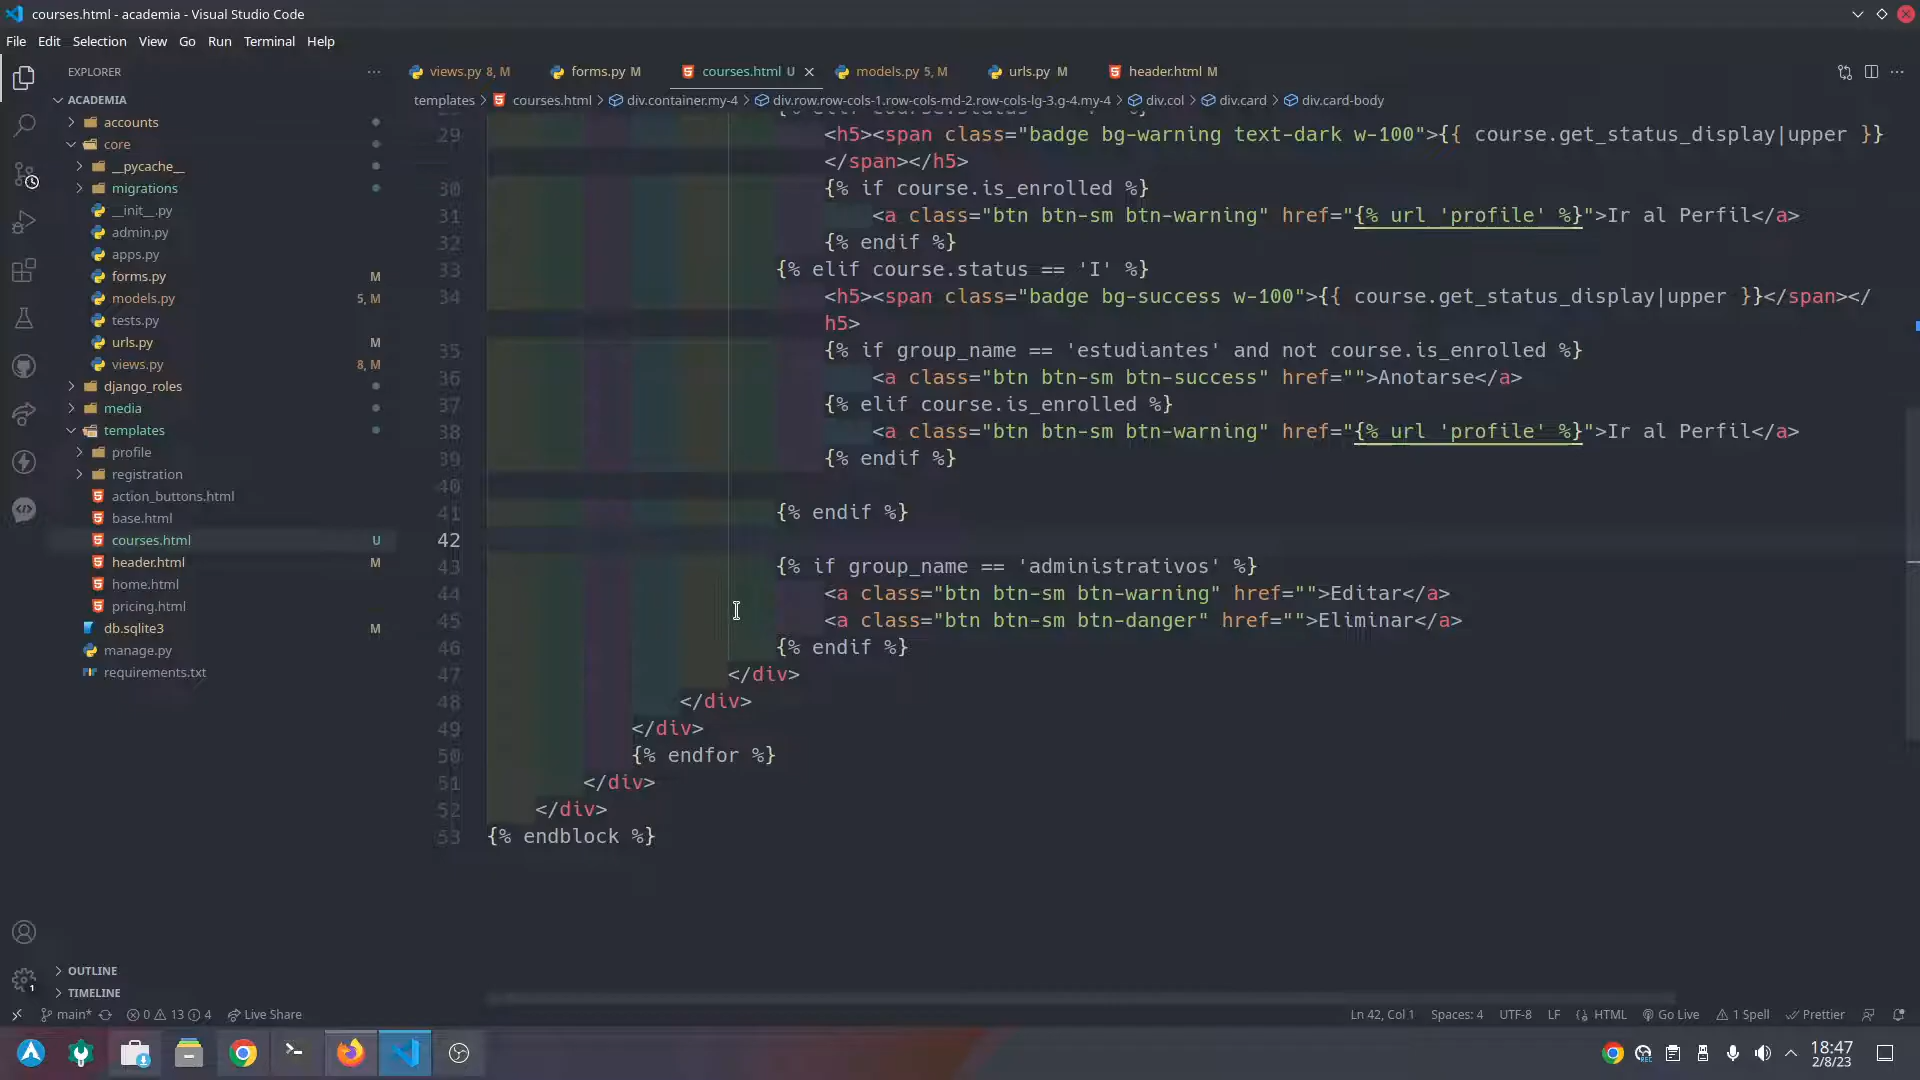 courses.html - academia - Visual Studio Code
File Edit Selection View Go Run Terminal Help
EXPLORER
views.py 8, M forms.py M courses.html U models.py 5, M urls.py M header.html M
ACADEMIA
templates > courses.html > div.container.my-4 > div.row.row-cols-1.row-cols-md-2.row-cols-lg-3.g-4.my-4 > div.col > div.card > div.card-body
accounts
core
__pycache__
migrations
__init__.py
admin.py
apps.py
forms.py M
models.py 5, M
tests.py
urls.py M
views.py 8, M
django_roles
media
templates
profile
registration
action_buttons.html
base.html
courses.html U
header.html M
home.html
pricing.html
db.sqlite3 M
manage.py
requirements.txt
29 <h5><span class="badge bg-warning text-dark w-100">{{ course.get_status_display|upper }}
</span></h5>
30 {% if course.is_enrolled %}
31 <a class="btn btn-sm btn-warning" href="{% url 'profile' %}">Ir al Perfil</a>
32 {% endif %}
33 {% elif course.status == 'I' %}
34 <h5><span class="badge bg-success w-100">{{ course.get_status_display|upper }}</span></
h5>
35 {% if group_name == 'estudiantes' and not course.is_enrolled %}
36 <a class="btn btn-sm btn-success" href="">Anotarse</a>
37 {% elif course.is_enrolled %}
38 <a class="btn btn-sm btn-warning" href="{% url 'profile' %}">Ir al Perfil</a>
39 {% endif %}
40
41 {% endif %}
42
43 {% if group_name == 'administrativos' %}
44 <a class="btn btn-sm btn-warning" href="">Editar</a>
45 <a class="btn btn-sm btn-danger" href="">Eliminar</a>
46 {% endif %}
47 </div>
48 </div>
49 </div>
50 {% endfor %}
51 </div>
52 </div>
53 {% endblock %}
OUTLINE
TIMELINE
main* 0 13 4 Live Share Ln 42, Col 1 Spaces: 4 UTF-8 LF HTML Go Live 1 Spell Prettier
18:47
2/8/23